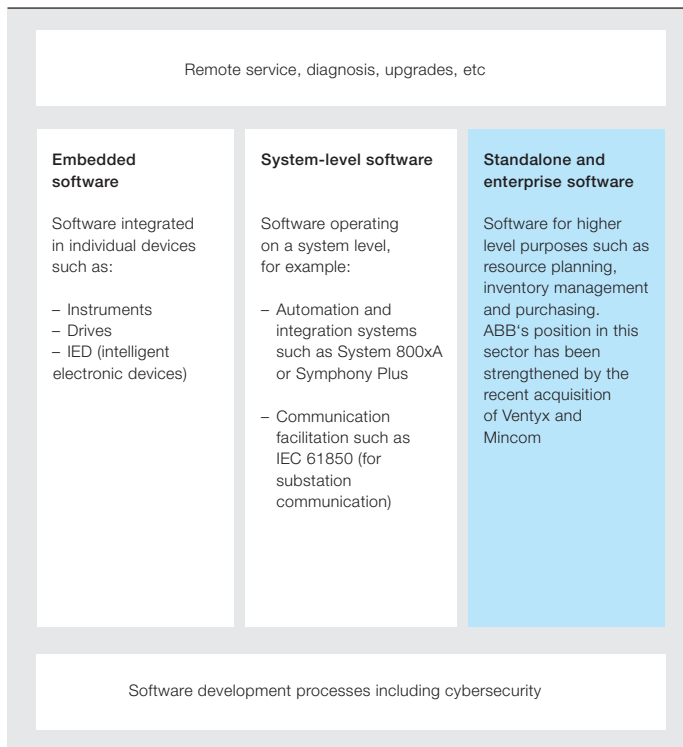 Remote service, diagnosis, upgrades, etc
Embedded
software
Software integrated
in individual devices
such as:
– Instruments
– Drives
– IED (intelligent
electronic devices)
System-level software
Software operating
on a system level,
for example:
– Automation and
integration systems
such as System 800xA
or Symphony Plus
– Communication
facilitation such as
IEC 61850 (for
substation
communication)
Standalone and
enterprise software
Software for higher
level purposes such as
resource planning,
inventory management
and purchasing.
ABB‘s position in this
sector has been
strengthened by the
recent acquisition
of Ventyx and
Mincom
Software development processes including cybersecurity